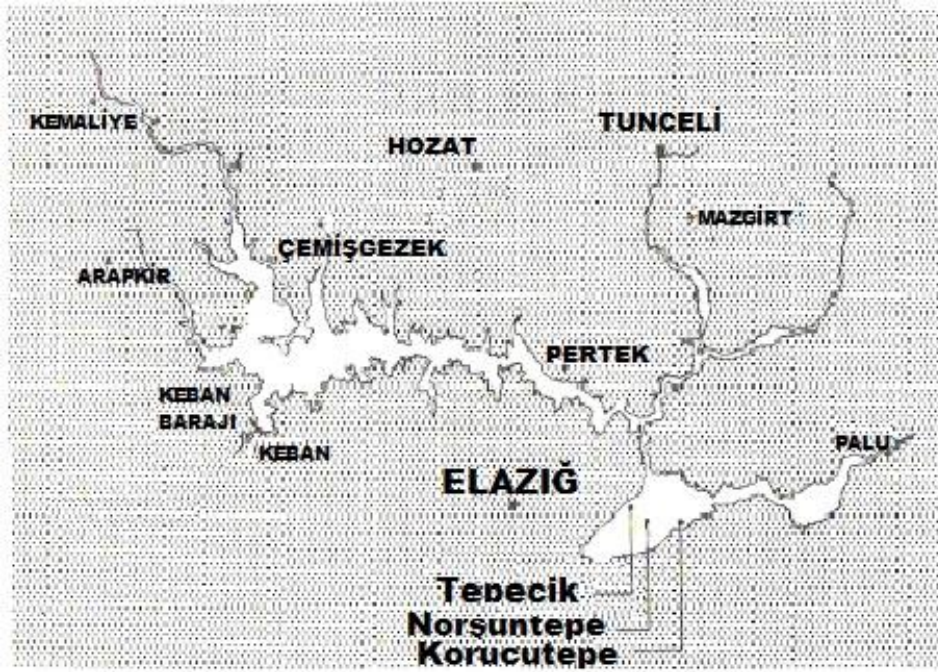 KEMALİYE
TUNCELİ
HOZAT
MAZGİRT
ÇEMİŞGEZEK
ARAPKİR
PERTEK
KEBAN
BARAJI
KEBAN
PALU
ELAZIĞ
Tepecik
Norşuntepe
Korucutepe